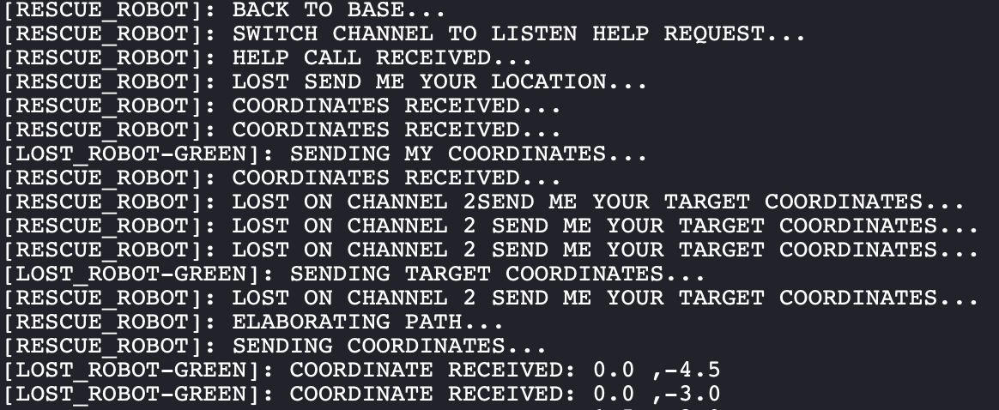 [RESCUE_ROBOT]: BACK TO BASE...
[RESCUE_ROBOT]: SWITCH CHANNEL TO LISTEN HELP REQUEST...
[RESCUE_ROBOT]: HELP CALL RECEIVED...
[RESCUE_ROBOT]: LOST SEND ME YOUR LOCATION...
[RESCUE_ROBOT]: COORDINATES RECEIVED...
[RESCUE_ROBOT]: COORDINATES RECEIVED...
[LOST_ROBOT-GREEN]: SENDING MY COORDINATES...
[RESCUE_ROBOT]: COORDINATES RECEIVED...
[RESCUE_ROBOT]: LOST ON CHANNEL 2SEND ME YOUR TARGET COORDINATES...
[RESCUE_ROBOT]: LOST ON CHANNEL 2 SEND ME YOUR TARGET COORDINATES...
[RESCUE_ROBOT]: LOST ON CHANNEL 2 SEND ME YOUR TARGET COORDINATES...
[LOST_ROBOT-GREEN]: SENDING TARGET COORDINATES...
[RESCUE_ROBOT]: LOST ON CHANNEL 2 SEND ME YOUR TARGET COORDINATES...
[RESCUE_ROBOT]: ELABORATING PATH...
[RESCUE_ROBOT]: SENDING COORDINATES...
[LOST_ROBOT-GREEN]: COORDINATE RECEIVED: 0.0 ,-4.5
[LOST_ROBOT-GREEN]: COORDINATE RECEIVED: 0.0 ,-3.0